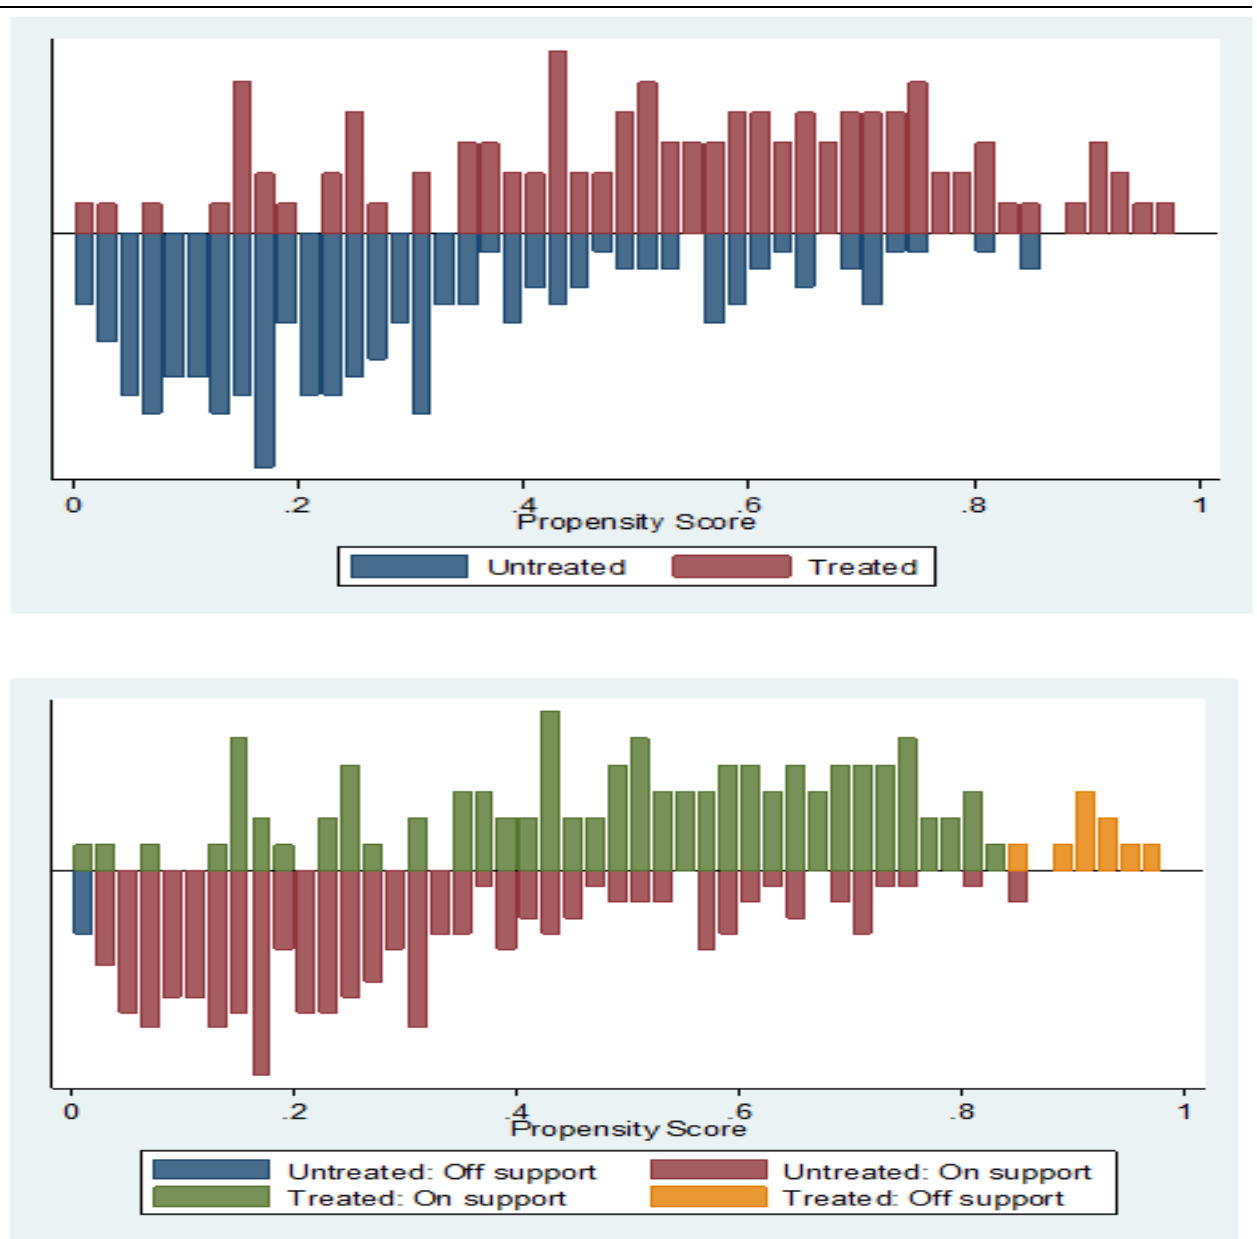 0 .2 .4 .6 .8 1
Propensity Score
Untreated Treated
0 .2 .4 .6 .8 1
Propensity Score
Untreated: Off support Untreated: On support
Treated: On support Treated: Off support